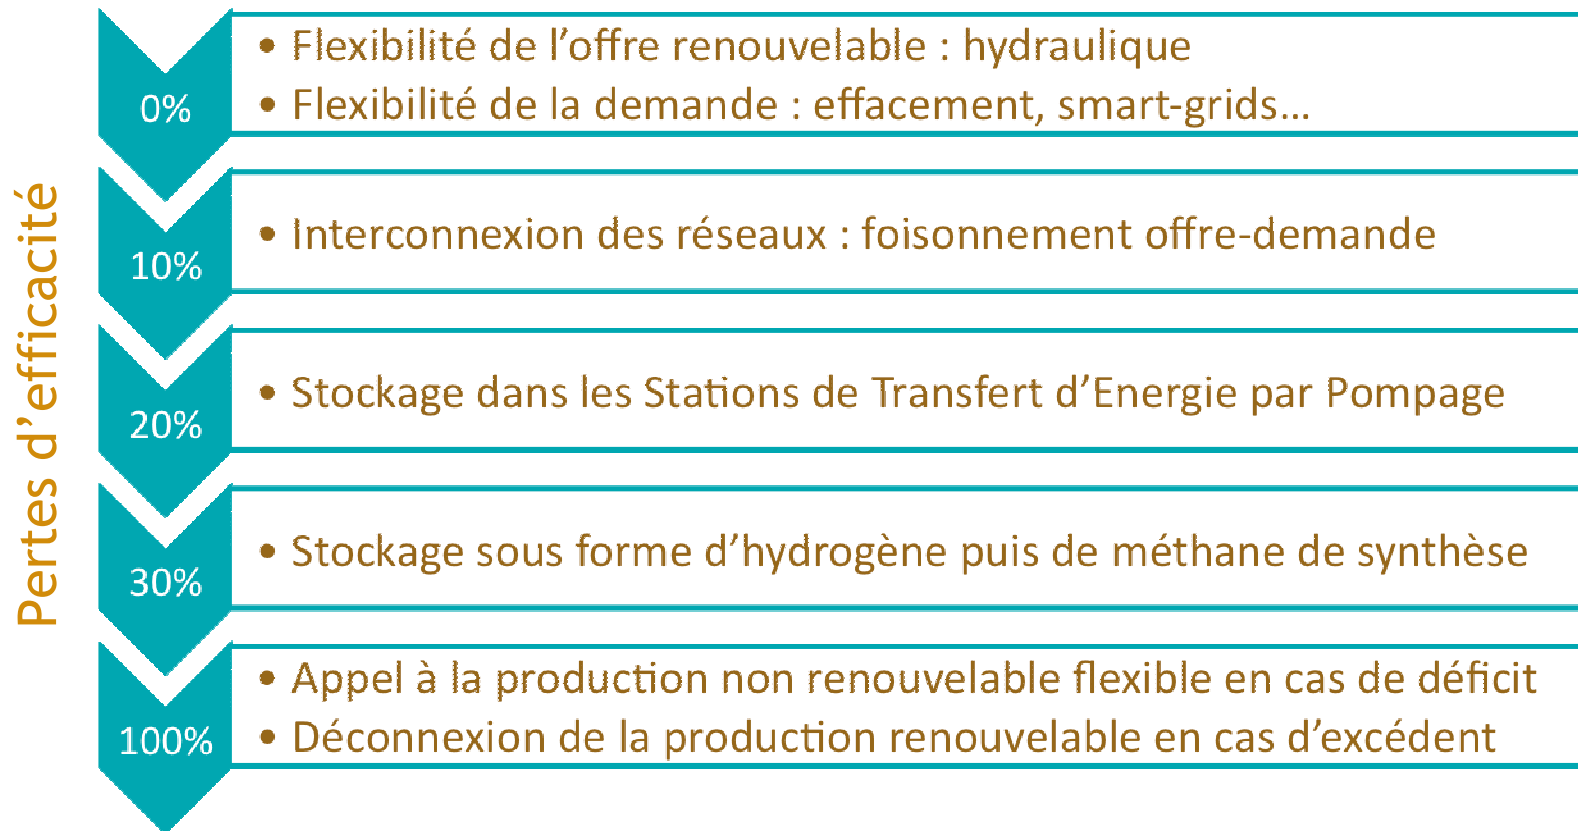 Pertes d’efficacité
0%
• Flexibilité de l’offre renouvelable : hydraulique
• Flexibilité de la demande : effacement, smart-grids…
10%
• Interconnexion des réseaux : foisonnement offre-demande
20%
• Stockage dans les Stations de Transfert d’Energie par Pompage
30%
• Stockage sous forme d’hydrogène puis de méthane de synthèse
100%
• Appel à la production non renouvelable flexible en cas de déficit
• Déconnexion de la production renouvelable en cas d’excédent